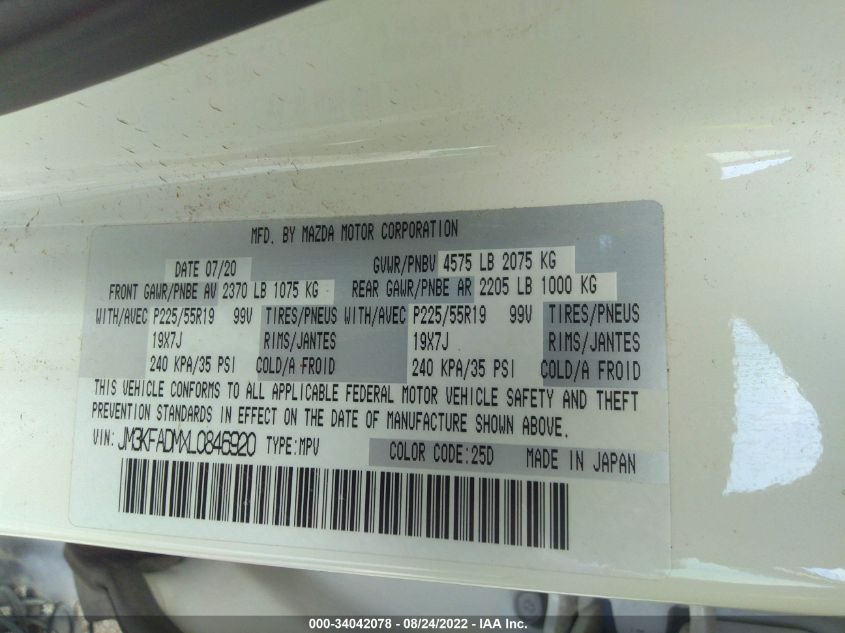 MFD. BY MAZDA MOTOR CORPORATION
DATE 07/20 GVWR/PNBV 4575 LB 2075 KG
FRONT GAWR/PNBE AV 2370 LB 1075 KG REAR GAWR/PNBE AR 2205 LB 1000 KG
WITH/AVEC P225/55R19 99V TIRES/PNEUS WITH/AVEC P225/55R19 99V TIRES/PNEUS
19X7J RIMS/JANTES 19X7J RIMS/JANTES
240 KPA/35 PSI COLD/A FROID 240 KPA/35 PSI COLD/A FROID
THIS VEHICLE CONFORMS TO ALL APPLICABLE FEDERAL MOTOR VEHICLE SAFETY AND THEFT
PREVENTION STANDARDS IN EFFECT ON THE DATE OF MANUFACTURE SHOWN ABOVE.
VIN: JM3KFADMXL0846920 TYPE:MPV COLOR CODE:25D MADE IN JAPAN
000-34042078 - 08/24/2022 - IAA Inc.